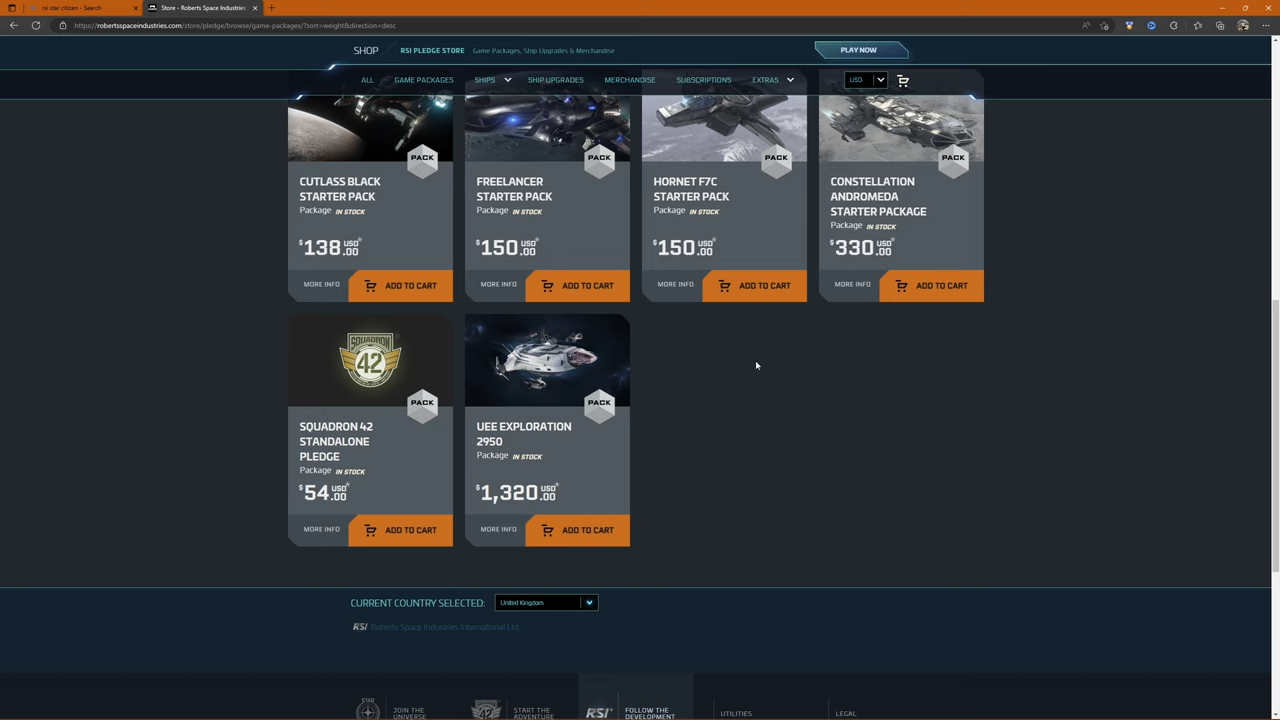 rsi star citizen - Search
Store - Roberts Space Industries
https://robertsspaceindustries.com/store/pledge/browse/game-packages/?sort=weight&direction=desc
SHOP
RSI PLEDGE STORE
Game Packages, Ship Upgrades & Merchandise
PLAY NOW
ALL
GAME PACKAGES
SHIPS
SHIP UPGRADES
MERCHANDISE
SUBSCRIPTIONS
EXTRAS
USD
PACK
CUTLASS BLACK
STARTER PACK
Package IN STOCK
$138 USD* .00
MORE INFO
ADD TO CART
PACK
FREELANCER
STARTER PACK
Package IN STOCK
$150 USD* .00
MORE INFO
ADD TO CART
PACK
HORNET F7C
STARTER PACK
Package IN STOCK
$150 USD* .00
MORE INFO
ADD TO CART
PACK
CONSTELLATION
ANDROMEDA
STARTER PACKAGE
Package IN STOCK
$330 USD* .00
MORE INFO
ADD TO CART
SQUADRON
42
PACK
SQUADRON 42
STANDALONE
PLEDGE
Package IN STOCK
$54 USD* .00
MORE INFO
ADD TO CART
PACK
UEE EXPLORATION
2950
Package IN STOCK
$1,320 USD* .00
MORE INFO
ADD TO CART
CURRENT COUNTRY SELECTED:
United Kingdom
RSI Roberts Space Industries International Ltd.
JOIN THE
UNIVERSE
START THE
ADVENTURE
RSI
FOLLOW THE
DEVELOPMENT
UTILITIES
LEGAL